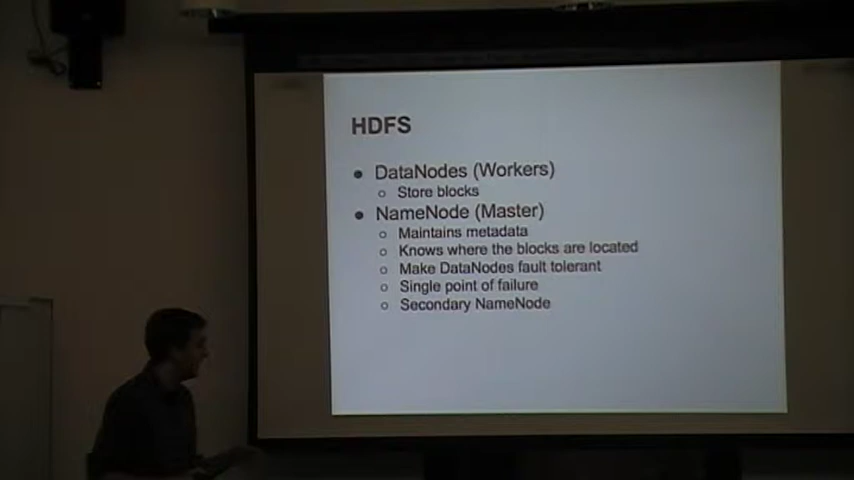 HDFS
● DataNodes (Workers)
○ Store blocks
● NameNode (Master)
○ Maintains metadata
○ Knows where the blocks are located
○ Make DataNodes fault tolerant
○ Single point of failure
○ Secondary NameNode